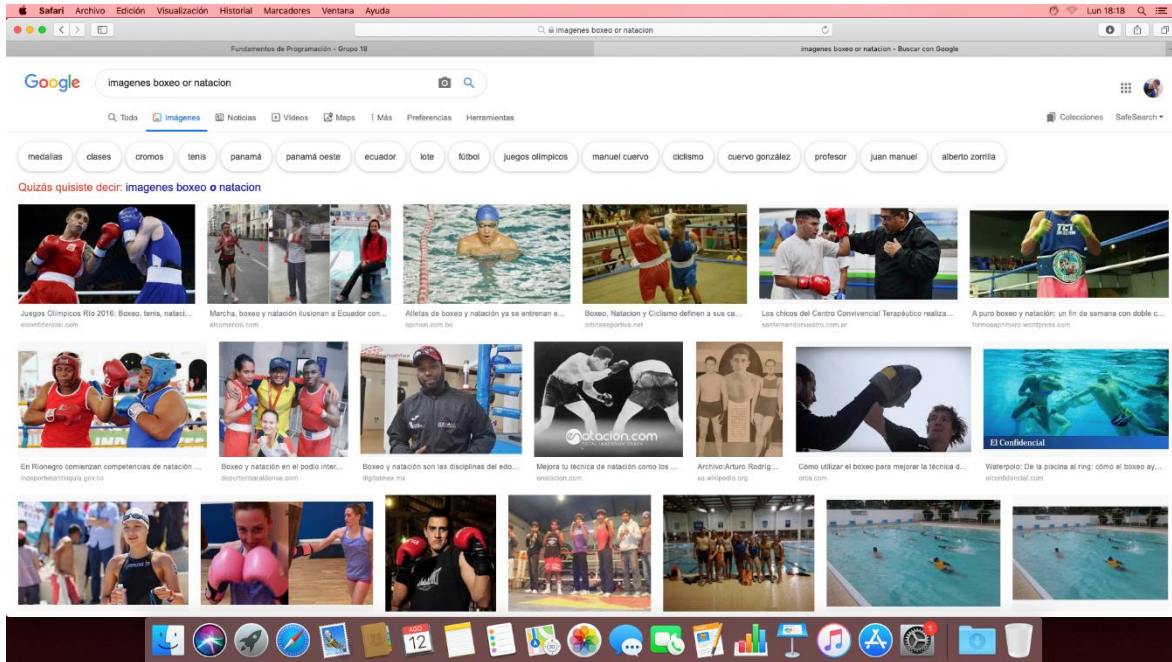 Safari Archivo Edición Visualización Historial Marcadores Ventana Ayuda
Lun 18:18
imagenes boxeo or natacion
Fundamentos de Programación - Grupo 18
imagenes boxeo or natacion - Buscar con Google
Google
imagenes boxeo or natacion
Todo Imágenes Noticias Vídeos Maps Más Preferencias Herramientas
Colecciones SafeSearch
medallas clases cromos tenis panamá panamá oeste ecuador lote fútbol juegos olímpicos manuel cuervo ciclismo cuervo gonzález profesor juan manuel alberto zorrilla
Quizás quisiste decir: imagenes boxeo o natacion
Juegos Olímpicos Río 2016: Boxeo, tenis, nataci...
elconfidencial.com
Marcha, boxeo y natación ilusionan a Ecuador con...
elcomercio.com
Atletas de boxeo y natación ya se entrenan e...
opinion.com.bo
Boxeo, Natacion y Ciclismo definen a sus ca...
orbitadeportiva.net
Los chicos del Centro Convivencial Terapéutico realiza...
sanfernandonuestro.com.ar
A puro boxeo y natación: un fin de semana con doble c...
formosaprimero.wordpress.com
En Rionegro comienzan competencias de natación ...
indeportesantioquia.gov.co
Boxeo y natación en el podio inter...
Boxeo y natación son las disciplinas del edo...
digitalmex.mx
natacion.com
Mejora tu técnica de natación como los ...
enatacion.com
Archivo:Arturo Rodríg...
es.wikipedia.org
Cómo utilizar el boxeo para mejorar la técnica d...
oros.com
El Confidencial
Waterpolo: De la piscina al ring: cómo el boxeo ay...
elconfidencial.com
AGO
12
1